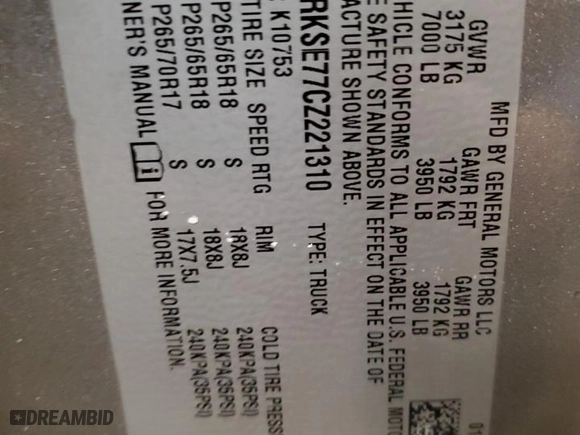 MFD BY GENERAL MOTORS LLC
GVWR GAWR FRT GAWR RR
3175 KG 1792 KG 1792 KG
7000 LB 3950 LB 3950 LB
HICLE CONFORMS TO ALL APPLICABLE U.S. FEDERAL MOTO
E SAFETY STANDARDS IN EFFECT ON THE DATE OF
FACTURE SHOWN ABOVE.
RKSE77CZ221310 TYPE: TRUCK
K10753
TIRE SIZE SPEED RTG RIM COLD TIRE PRESS
P265/65R18 S 18X8J 240KPA(35PSI)
P265/65R18 S 18X8J 240KPA(35PSI)
P265/70R17 S 17X7.5J 240KPA(35PSI)
NER'S MANUAL FOR MORE INFORMATION.
DREAMBID